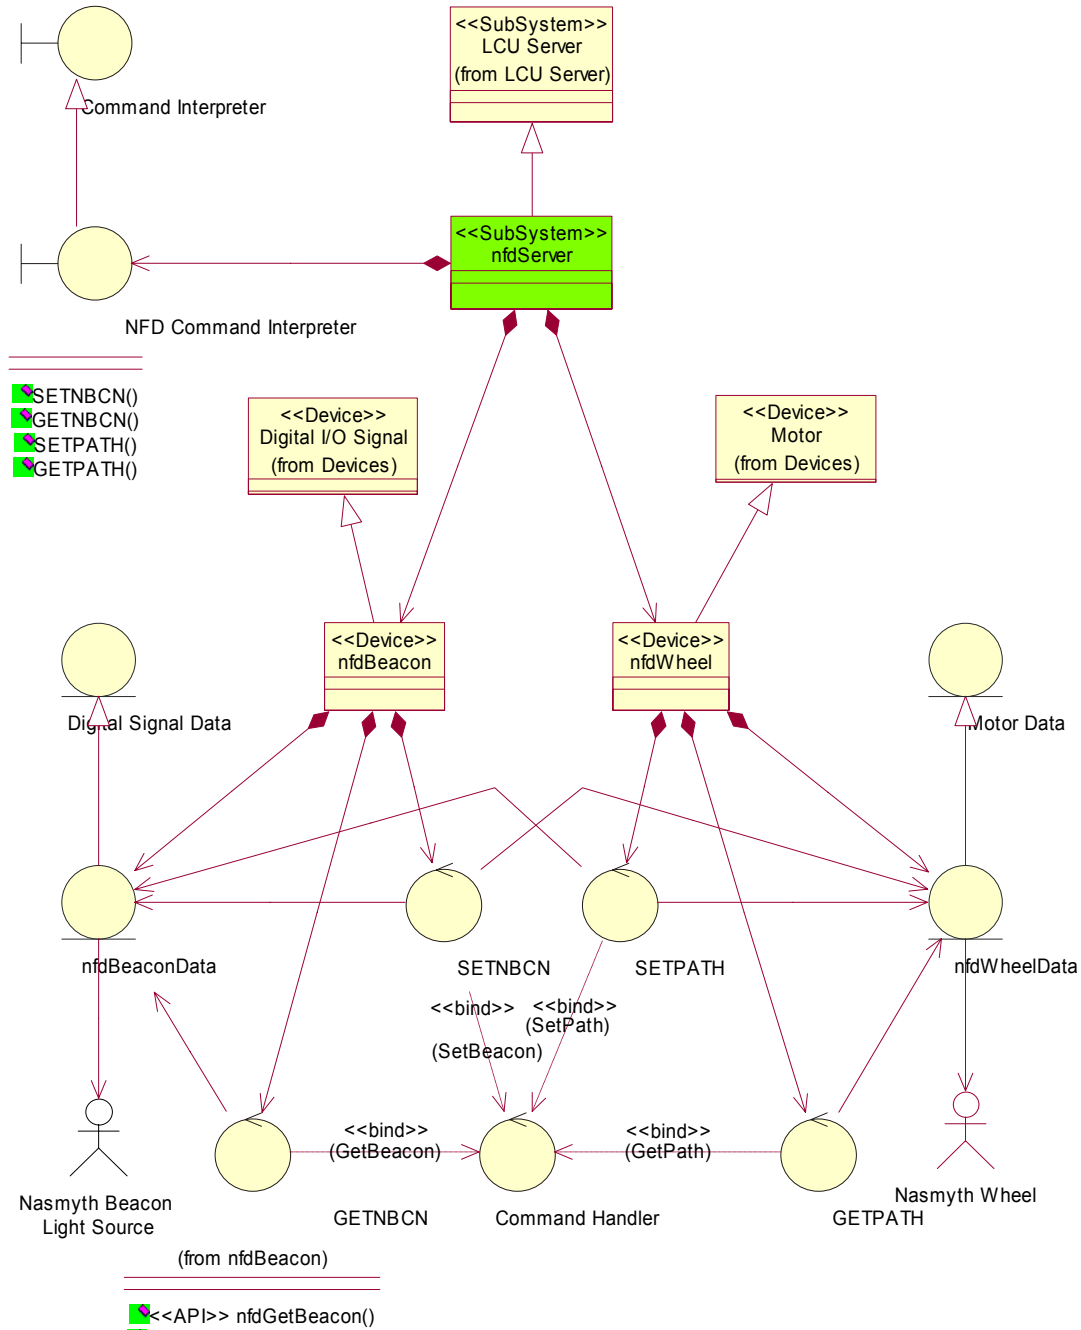 <<SubSystem>>
LCU Server
(from LCU Server)
Command Interpreter
<<SubSystem>>
nfdServer
NFD Command Interpreter
SETNBCN()
GETNBCN()
SETPATH()
GETPATH()
<<Device>>
Digital I/O Signal
(from Devices)
<<Device>>
Motor
(from Devices)
<<Device>>
nfdBeacon
<<Device>>
nfdWheel
Digital Signal Data
Motor Data
nfdBeaconData
SETNBCN
SETPATH
nfdWheelData
<<bind>>
(SetBeacon)
<<bind>>
(SetPath)
<<bind>>
(GetBeacon)
<<bind>>
(GetPath)
Nasmyth Beacon
Light Source
GETNBCN
Command Handler
GETPATH
Nasmyth Wheel
(from nfdBeacon)
<<API>> nfdGetBeacon()